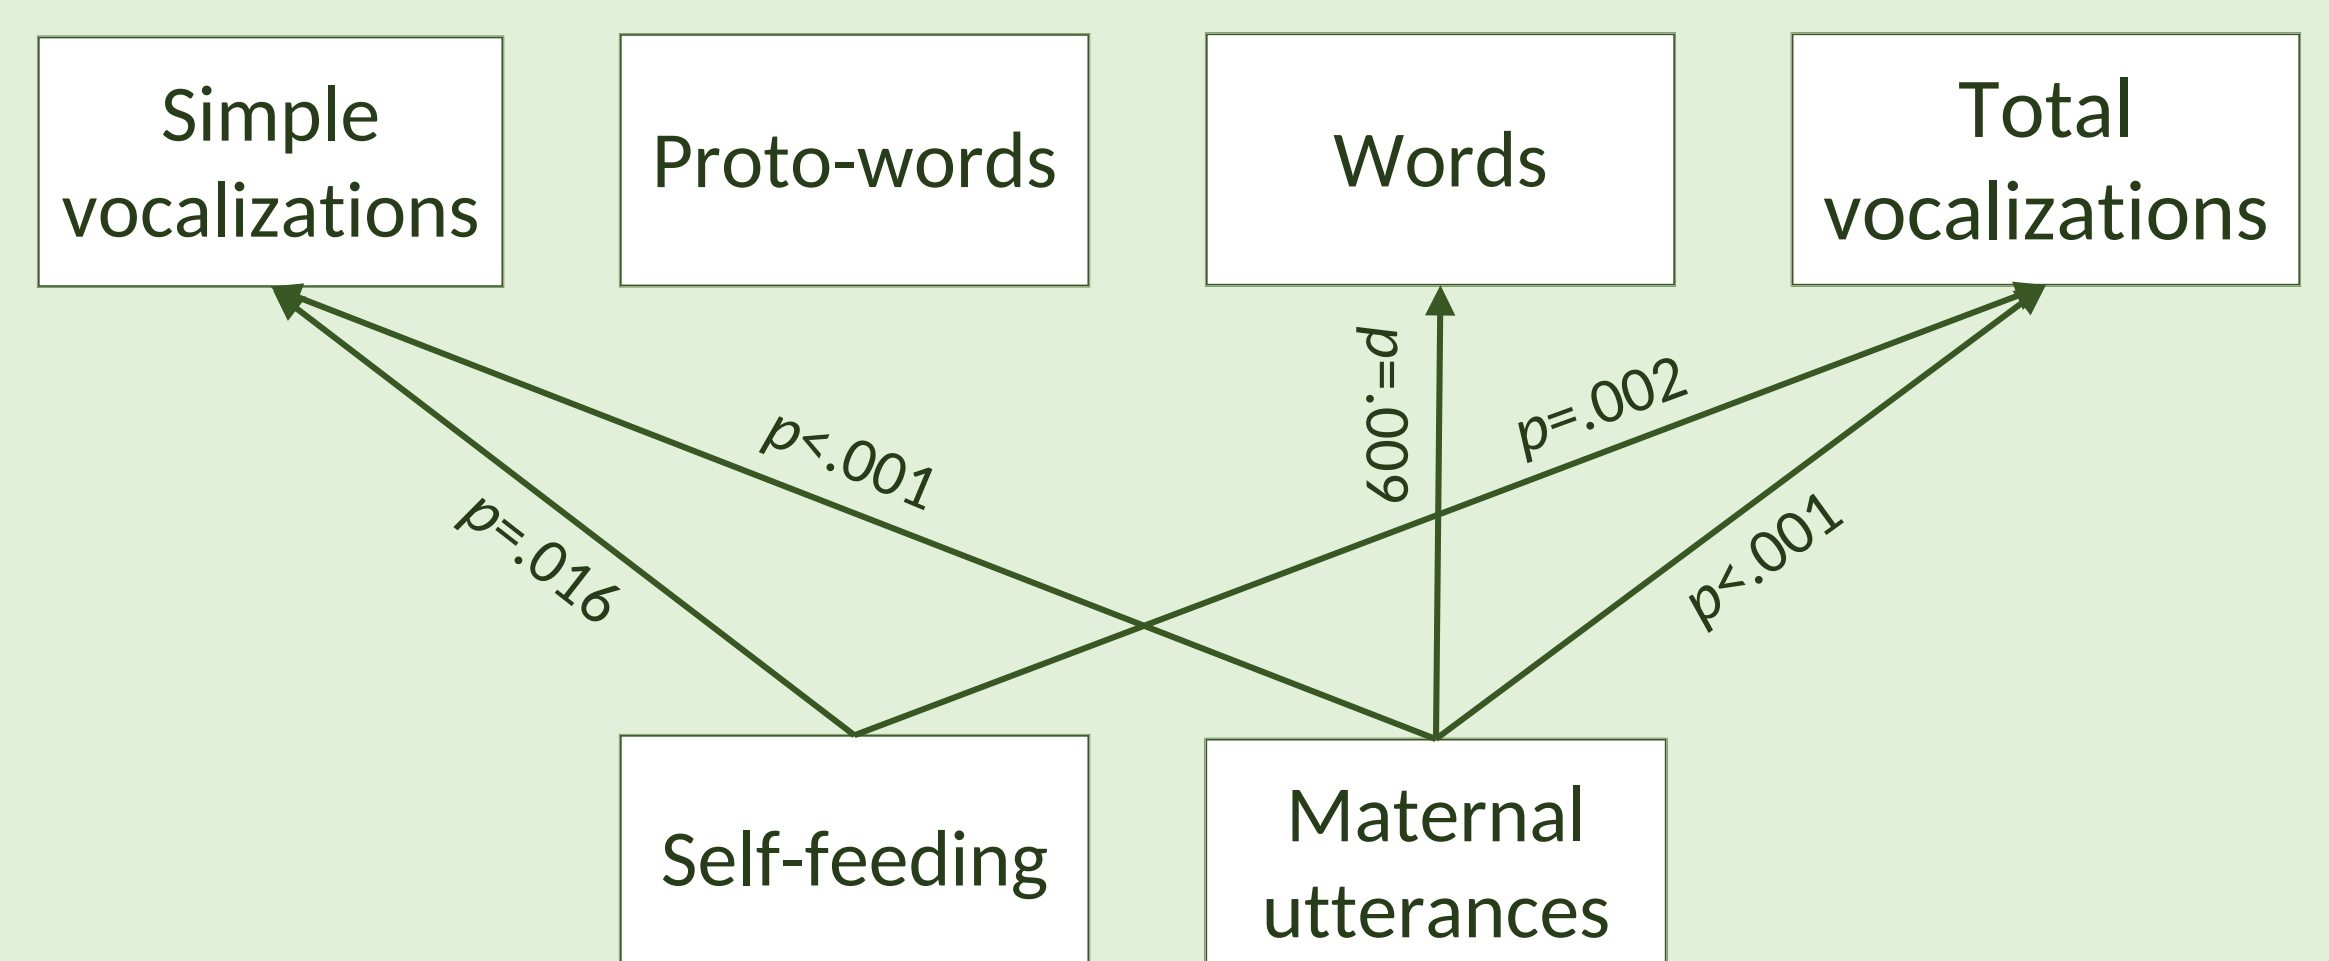 Simple
vocalizations
Proto-words
Words
Total
vocalizations
p=.016
p<.001
p=.009
p=.002
p<.001
Self-feeding
Maternal
utterances